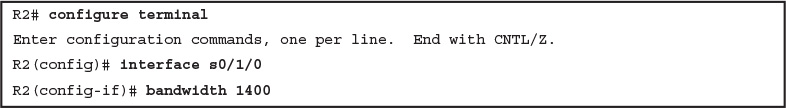 R2# configure terminal
Enter configuration commands, one per line.  End with CNTL/Z.
R2(config)# interface s0/1/0
R2(config-if)# bandwidth 1400